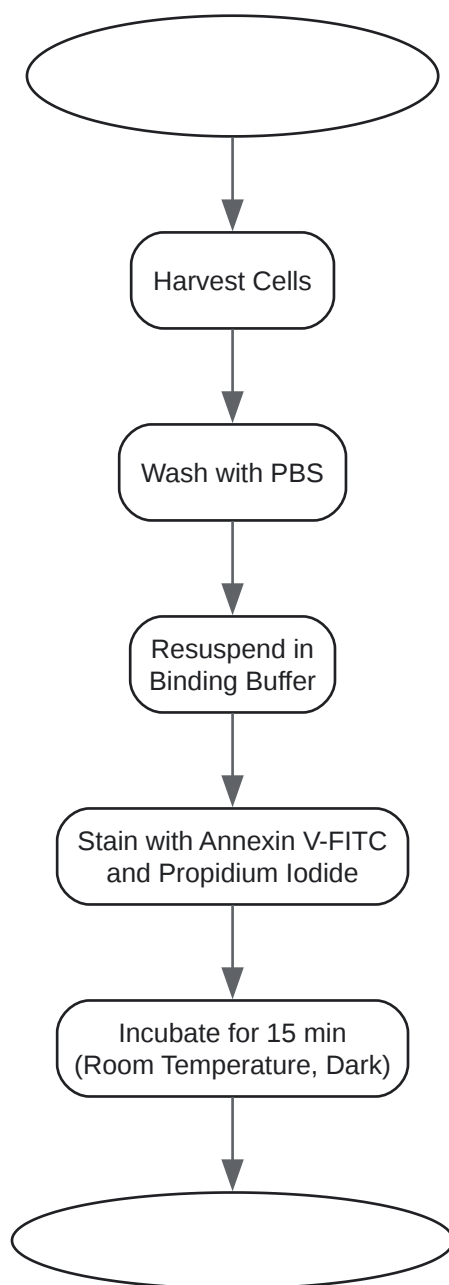 Harvest Cells
Wash with PBS
Resuspend in
Binding Buffer
Stain with Annexin V-FITC
and Propidium Iodide
Incubate for 15 min
(Room Temperature, Dark)